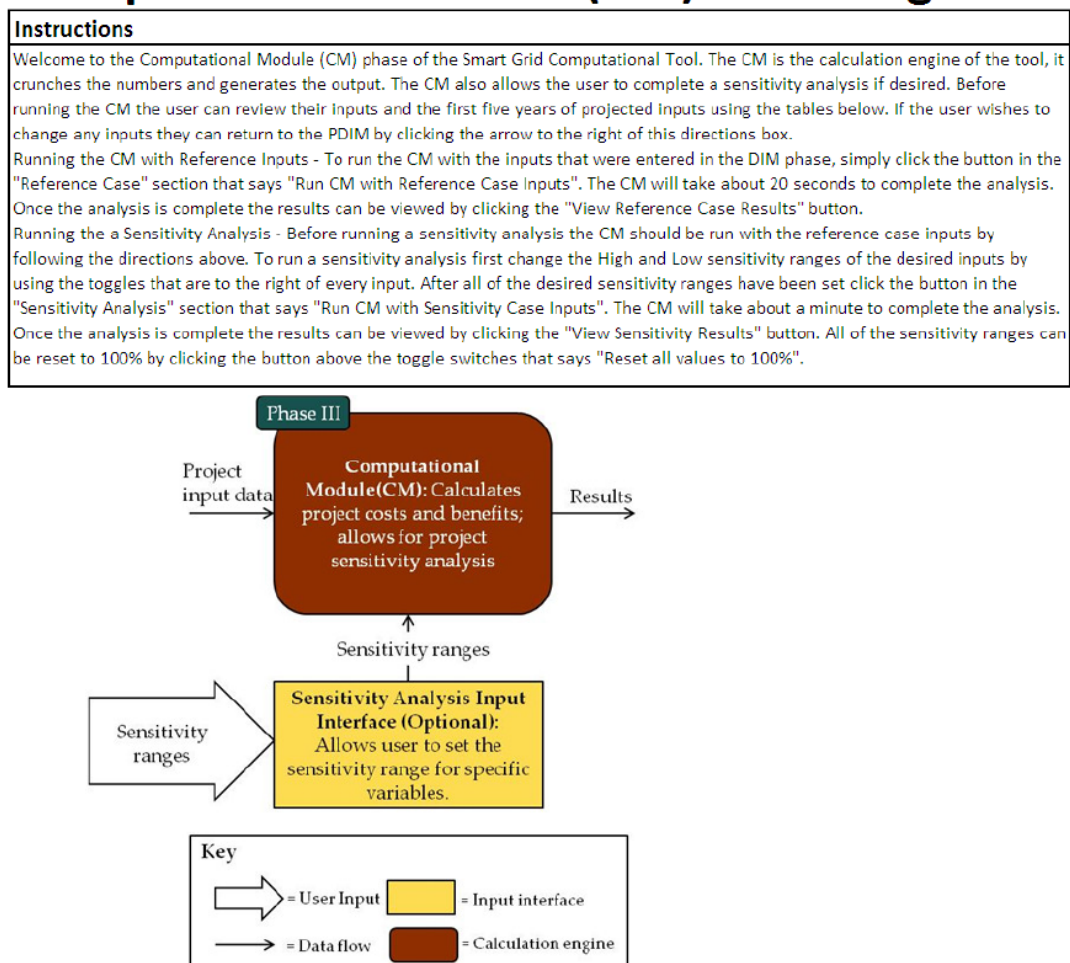 Instructions
Welcome to the Computational Module (CM) phase of the Smart Grid Computational Tool. The CM is the calculation engine of the tool, it
crunches the numbers and generates the output. The CM also allows the user to complete a sensitivity analysis if desired. Before
running the CM the user can review their inputs and the first five years of projected inputs using the tables below. If the user wishes to
change any inputs they can return to the PDIM by clicking the arrow to the right of this directions box.
Running the CM with Reference Inputs - To run the CM with the inputs that were entered in the DIM phase, simply click the button in the
"Reference Case" section that says "Run CM with Reference Case Inputs". The CM will take about 20 seconds to complete the analysis.
Once the analysis is complete the results can be viewed by clicking the "View Reference Case Results" button.
Running the a Sensitivity Analysis - Before running a sensitivity analysis the CM should be run with the reference case inputs by
following the directions above. To run a sensitivity analysis first change the High and Low sensitivity ranges of the desired inputs by
using the toggles that are to the right of every input. After all of the desired sensitivity ranges have been set click the button in the
"Sensitivity Analysis" section that says "Run CM with Sensitivity Case Inputs". The CM will take about a minute to complete the analysis.
Once the analysis is complete the results can be viewed by clicking the "View Sensitivity Results" button. All of the sensitivity ranges can
be reset to 100% by clicking the button above the toggle switches that says "Reset all values to 100%".
Phase III
Project
input data
Computational
Module(CM): Calculates
project costs and benefits;
allows for project
sensitivity analysis
Results
Sensitivity ranges
Sensitivity
ranges
Sensitivity Analysis Input
Interface (Optional):
Allows user to set the
sensitivity range for specific
variables.
Key
= User Input
= Input interface
= Data flow
= Calculation engine